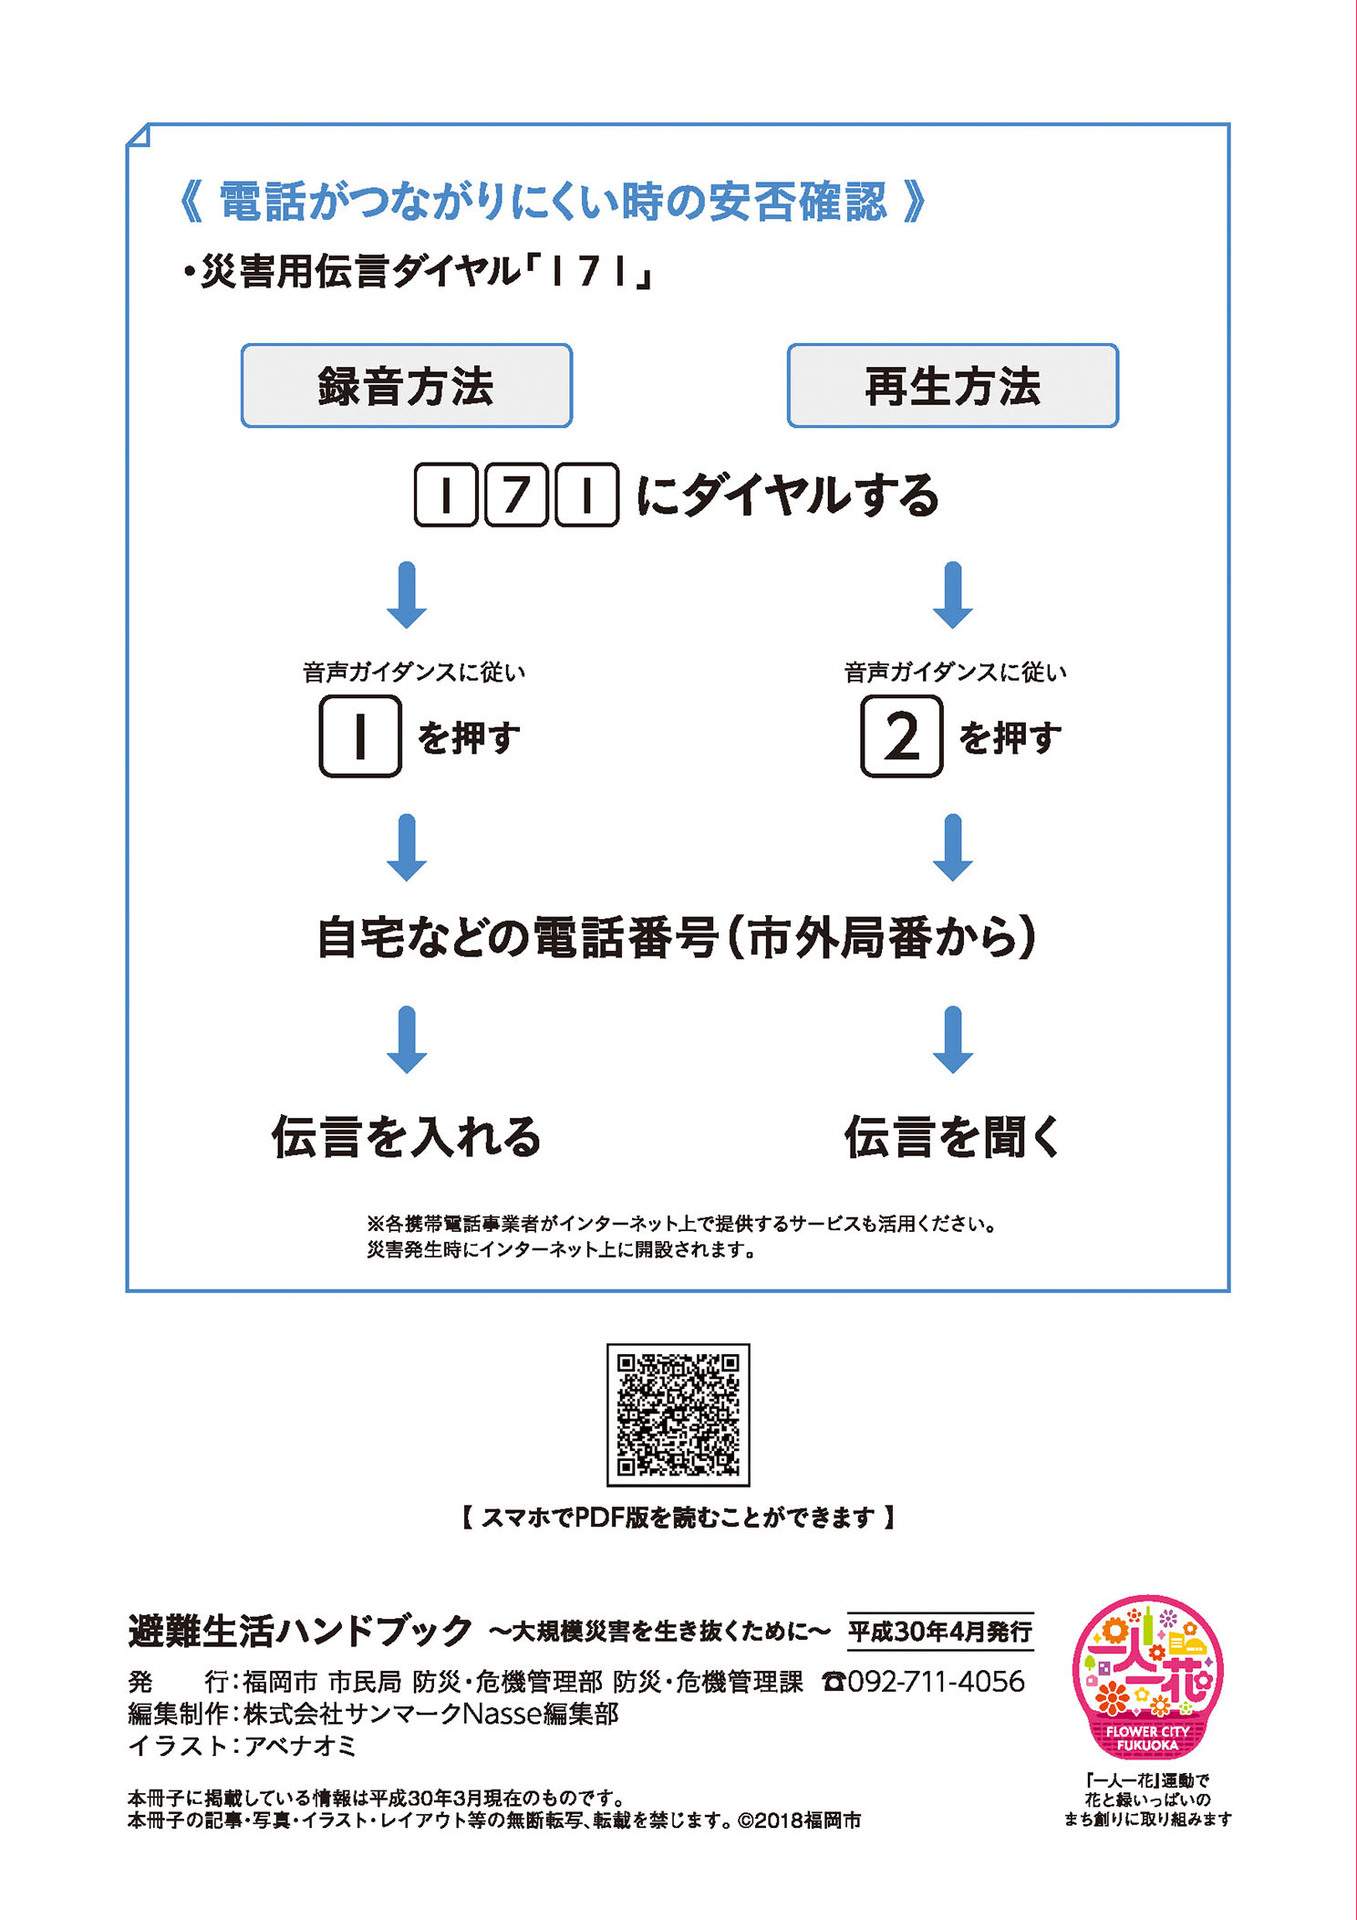 《 電話がつながりにくい時の安否確認 》
・災害用伝言ダイヤル「171」
録音方法
再生方法
171にダイヤルする
音声ガイダンスに従い
1を押す
音声ガイダンスに従い
2を押す
自宅などの電話番号(市外局番から)
伝言を入れる
伝言を聞く
※各携帯電話事業者がインターネット上で提供するサービスも活用ください。
災害発生時にインターネット上に開設されます。
【 スマホでPDF版を読むことができます 】
避難生活ハンドブック ～大規模災害を生き抜くために～ 平成30年4月発行
発　　行：福岡市 市民局 防災・危機管理部 防災・危機管理課 ☎092-711-4056
編集制作：株式会社サンマークNasse編集部
イラスト：アベナオミ
本冊子に掲載している情報は平成30年3月現在のものです。
本冊子の記事・写真・イラスト・レイアウト等の無断転写、転載を禁じます。©2018福岡市
一人一花
FLOWER CITY
FUKUOKA
『一人一花』運動で
花と緑いっぱいの
まち創りに取り組みます